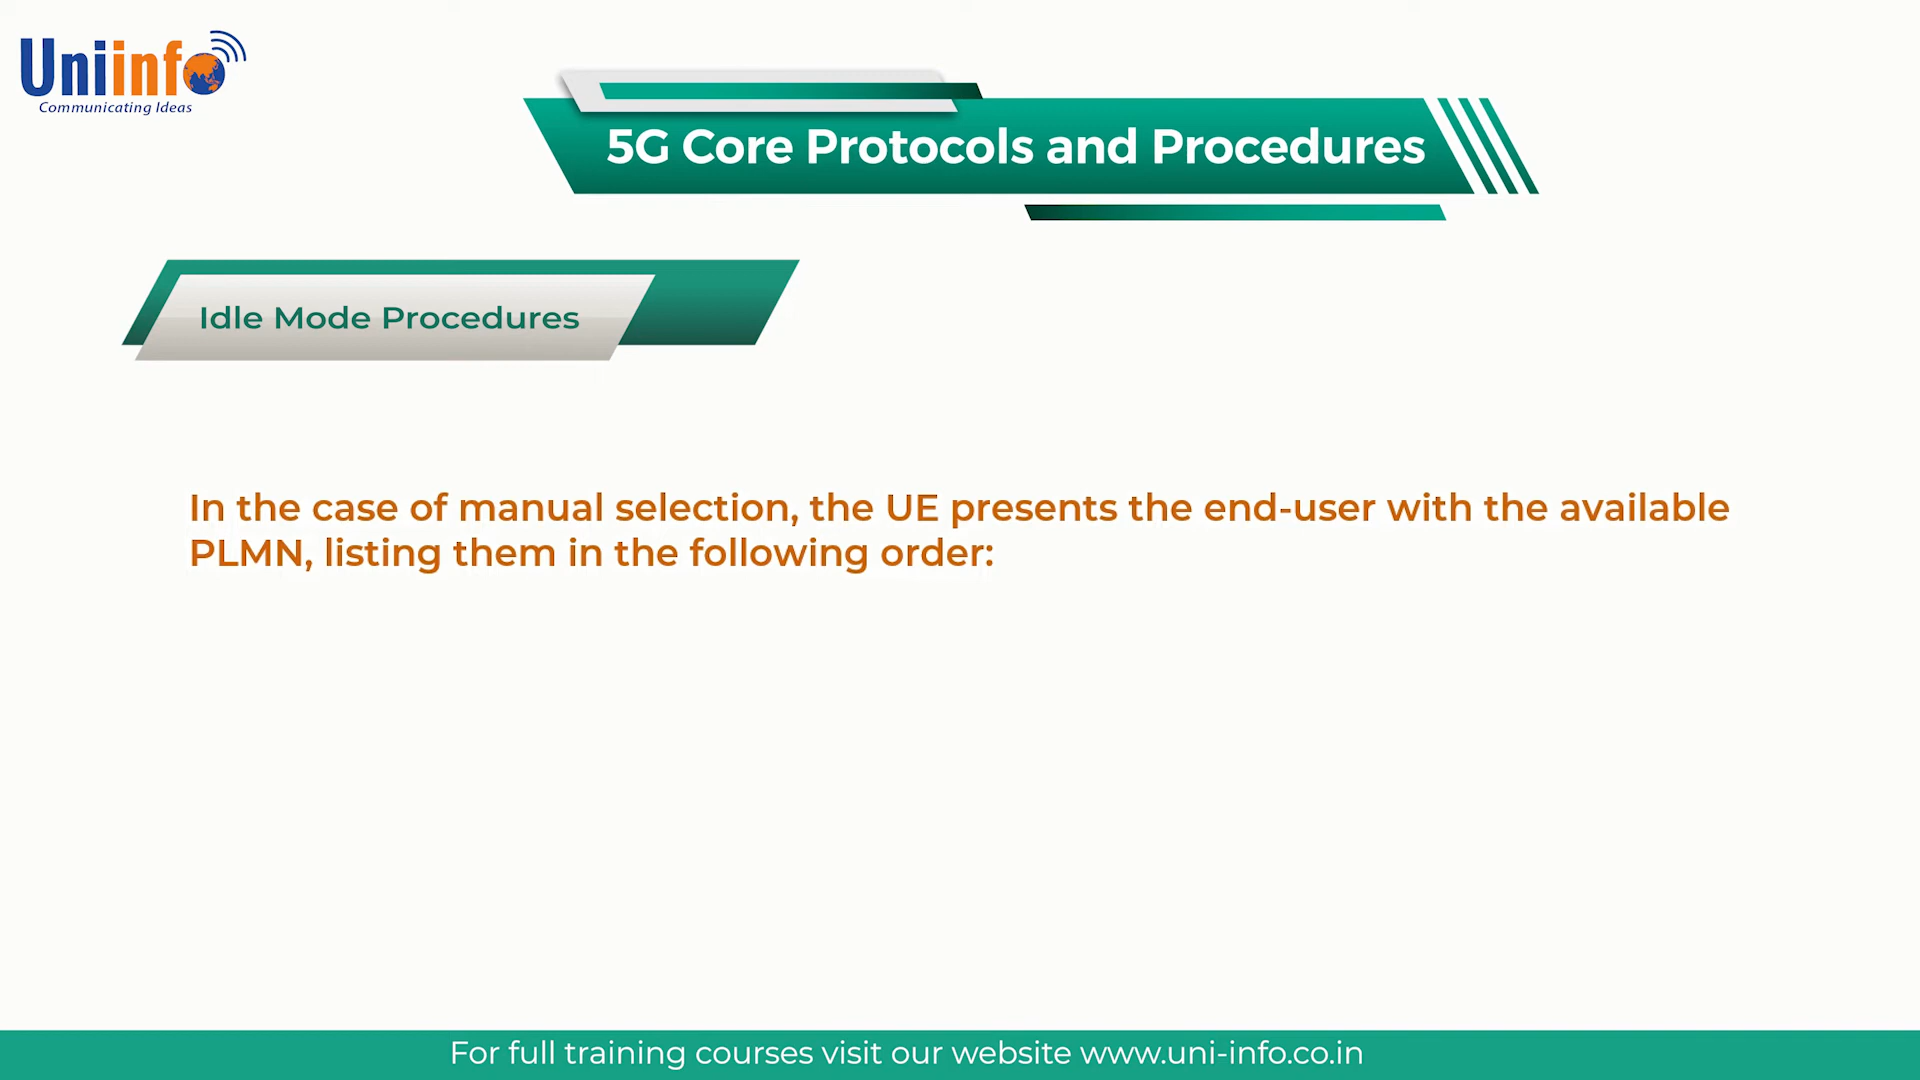 Uniinfo
Communicating Ideas
5G Core Protocols and Procedures
Idle Mode Procedures
In the case of manual selection, the UE presents the end-user with the available
PLMN, listing them in the following order:
For full training courses visit our website www.uni-info.co.in